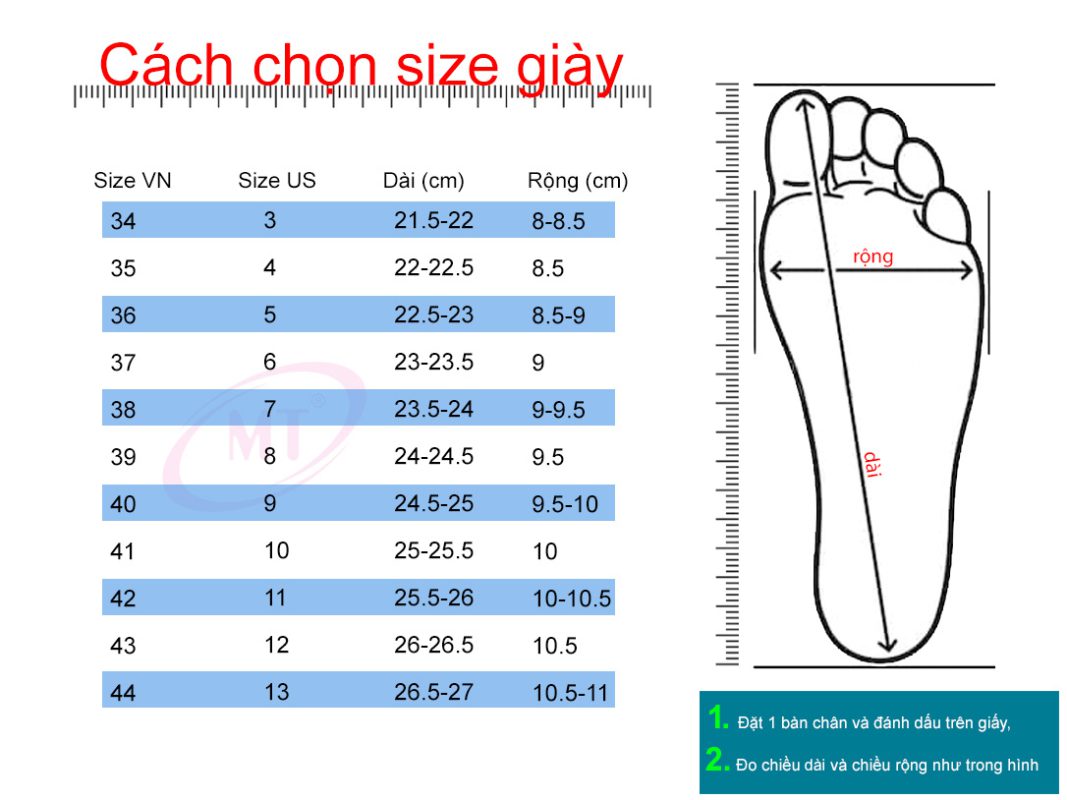 Cách chọn size giày
Size VN Size US Dài (cm) Rộng (cm)
34 3 21.5-22 8-8.5
35 4 22-22.5 8.5
36 5 22.5-23 8.5-9
37 6 23-23.5 9
38 7 23.5-24 9-9.5
39 8 24-24.5 9.5
40 9 24.5-25 9.5-10
41 10 25-25.5 10
42 11 25.5-26 10-10.5
43 12 26-26.5 10.5
44 13 26.5-27 10.5-11
MT®
rộng
dài
1. Đặt 1 bàn chân và đánh dấu trên giấy,
2. Đo chiều dài và chiều rộng như trong hình